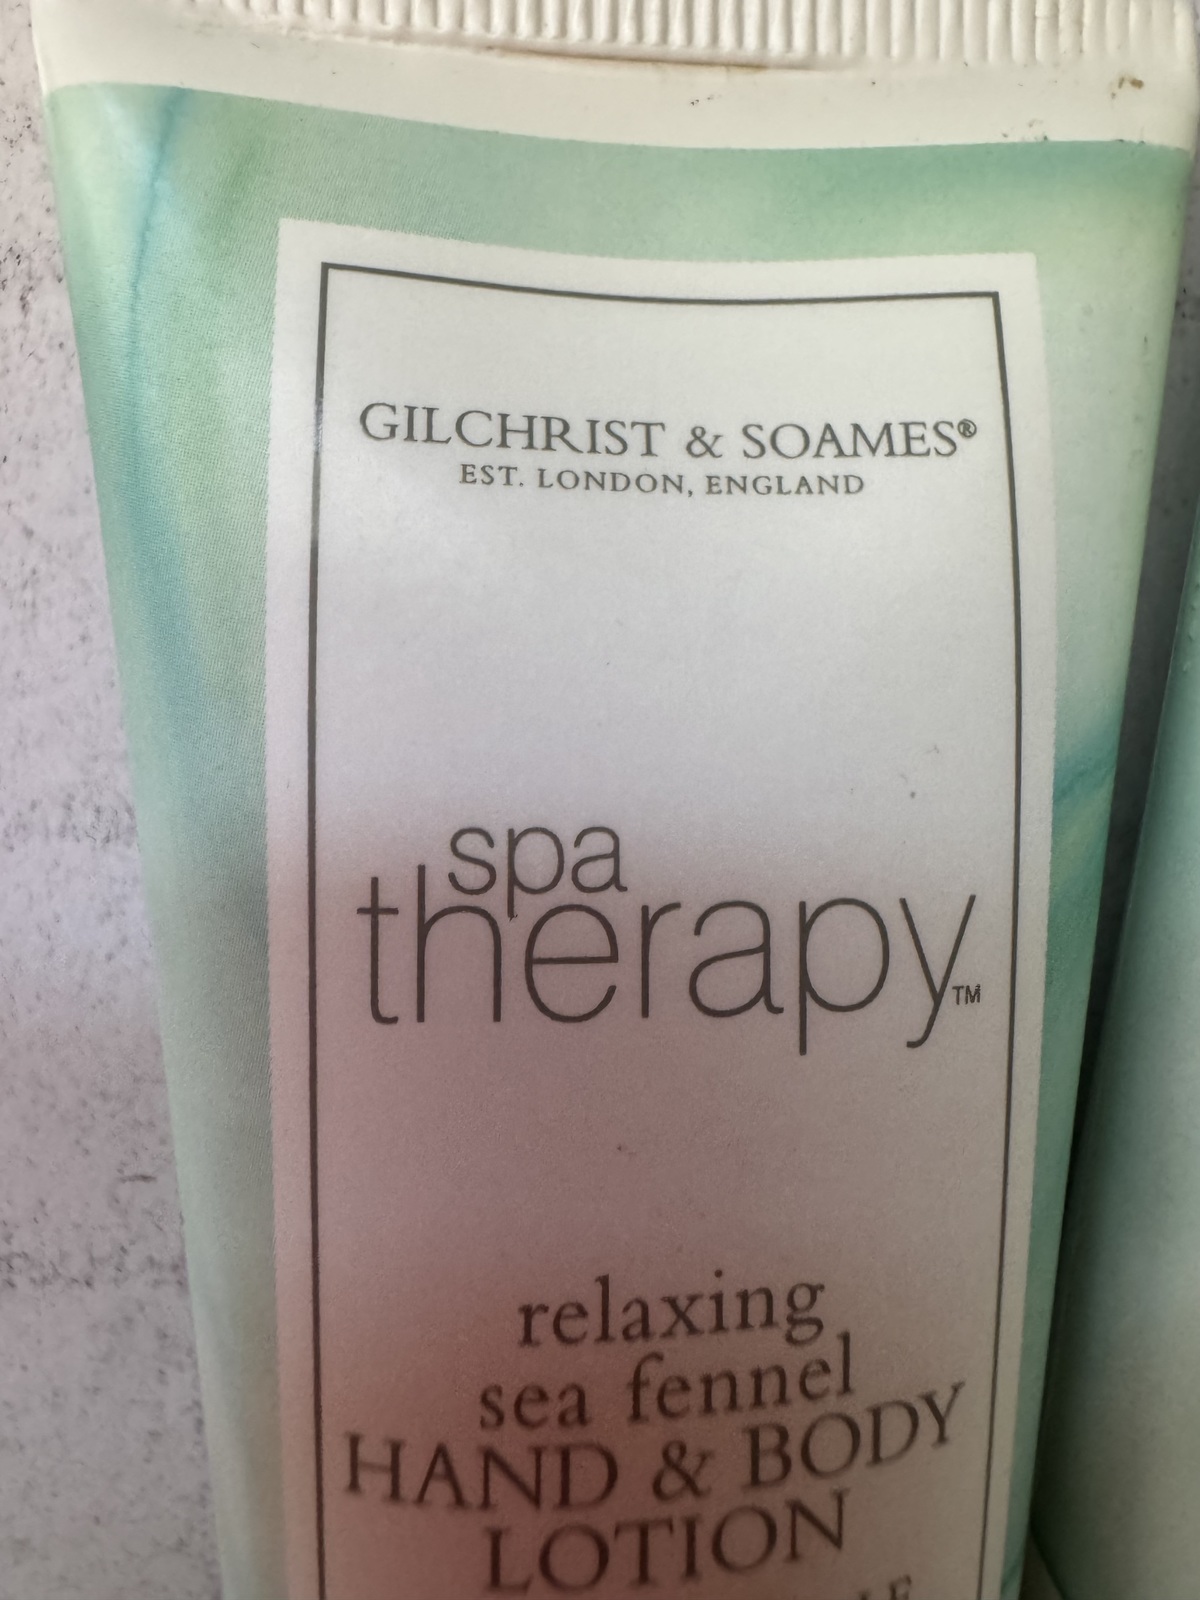 GILCHRIST & SOAMES®
EST. LONDON, ENGLAND
spa
therapy™
relaxing
sea fennel
HAND & BODY
LOTION